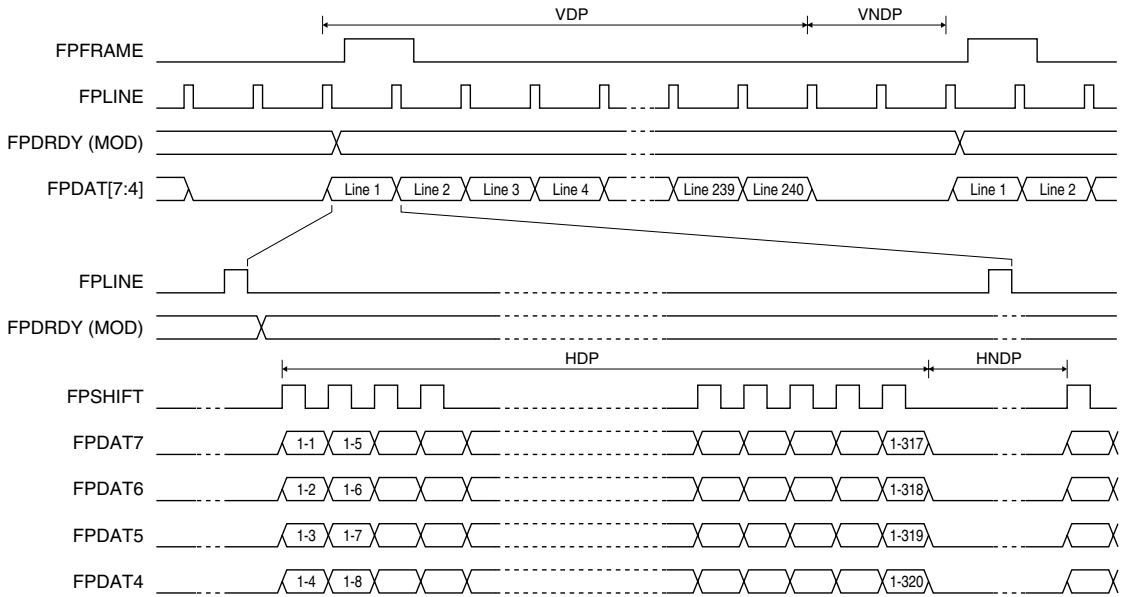 VDP VNDP
FPFRAME
FPLINE
FPDRDY (MOD)
FPDAT[7:4] Line 1 Line 2 Line 3 Line 4 Line 239 Line 240 Line 1 Line 2
FPLINE
FPDRDY (MOD)
HDP HNDP
FPSHIFT
FPDAT7 1-1 1-5 1-317
FPDAT6 1-2 1-6 1-318
FPDAT5 1-3 1-7 1-319
FPDAT4 1-4 1-8 1-320